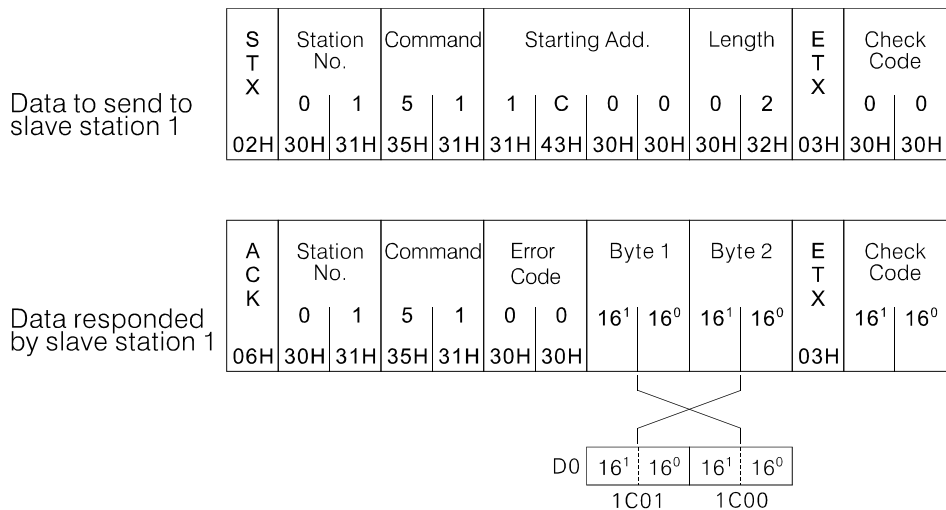 S T X Station No. Command Starting Add. Length E T X Check Code
Data to send to slave station 1
0 1 5 1 1 C 0 0 0 2 0 0
02H 30H 31H 35H 31H 31H 43H 30H 30H 30H 32H 03H 30H 30H
A C K Station No. Command Error Code Byte 1 Byte 2 E T X Check Code
Data responded by slave station 1
0 1 5 1 0 0 16¹ 16⁰ 16¹ 16⁰ 16¹ 16⁰
06H 30H 31H 35H 31H 30H 30H 03H
D0 16¹ 16⁰ 16¹ 16⁰
1C01 1C00